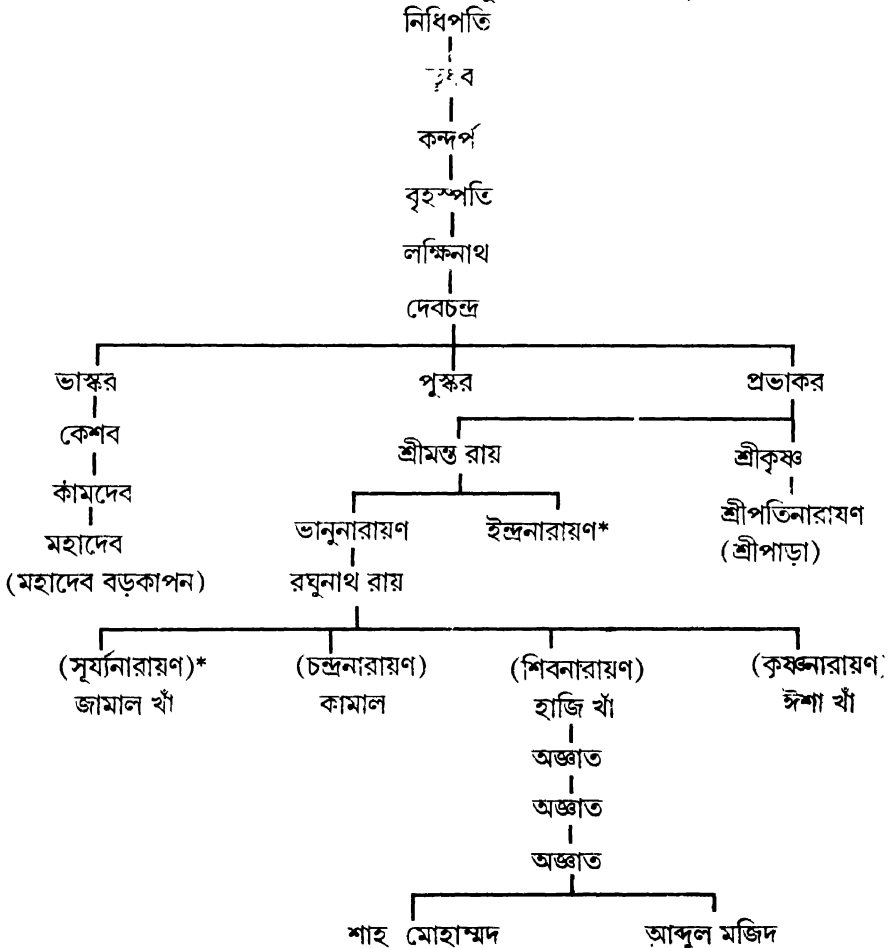 নিধিপতি
কন্দর্প
বৃহস্পতি
লক্ষিনাথ
দেবচন্দ্র
ভাস্কর পুস্কর প্রভাকর
কেশব
শ্রীমন্ত রায় শ্রীকৃষ্ণ
কামদেব
শ্রীপতিনারাযণ
ভানুনারায়ণ ইন্দ্রনারায়ণ*
মহাদেব (শ্রীপাড়া)
(মহাদেব বড়কাপন) রঘুনাথ রায়
(সূর্য্যনারায়ণ)* (চন্দ্রনারায়ণ) (শিবনারায়ণ) (কৃষ্ণনারায়ণ)
জামাল খাঁ কামাল হাজি খাঁ ঈশা খাঁ
অজ্ঞাত
অজ্ঞাত
অজ্ঞাত
শাহ মোহাম্মদ আব্দুল মজিদ